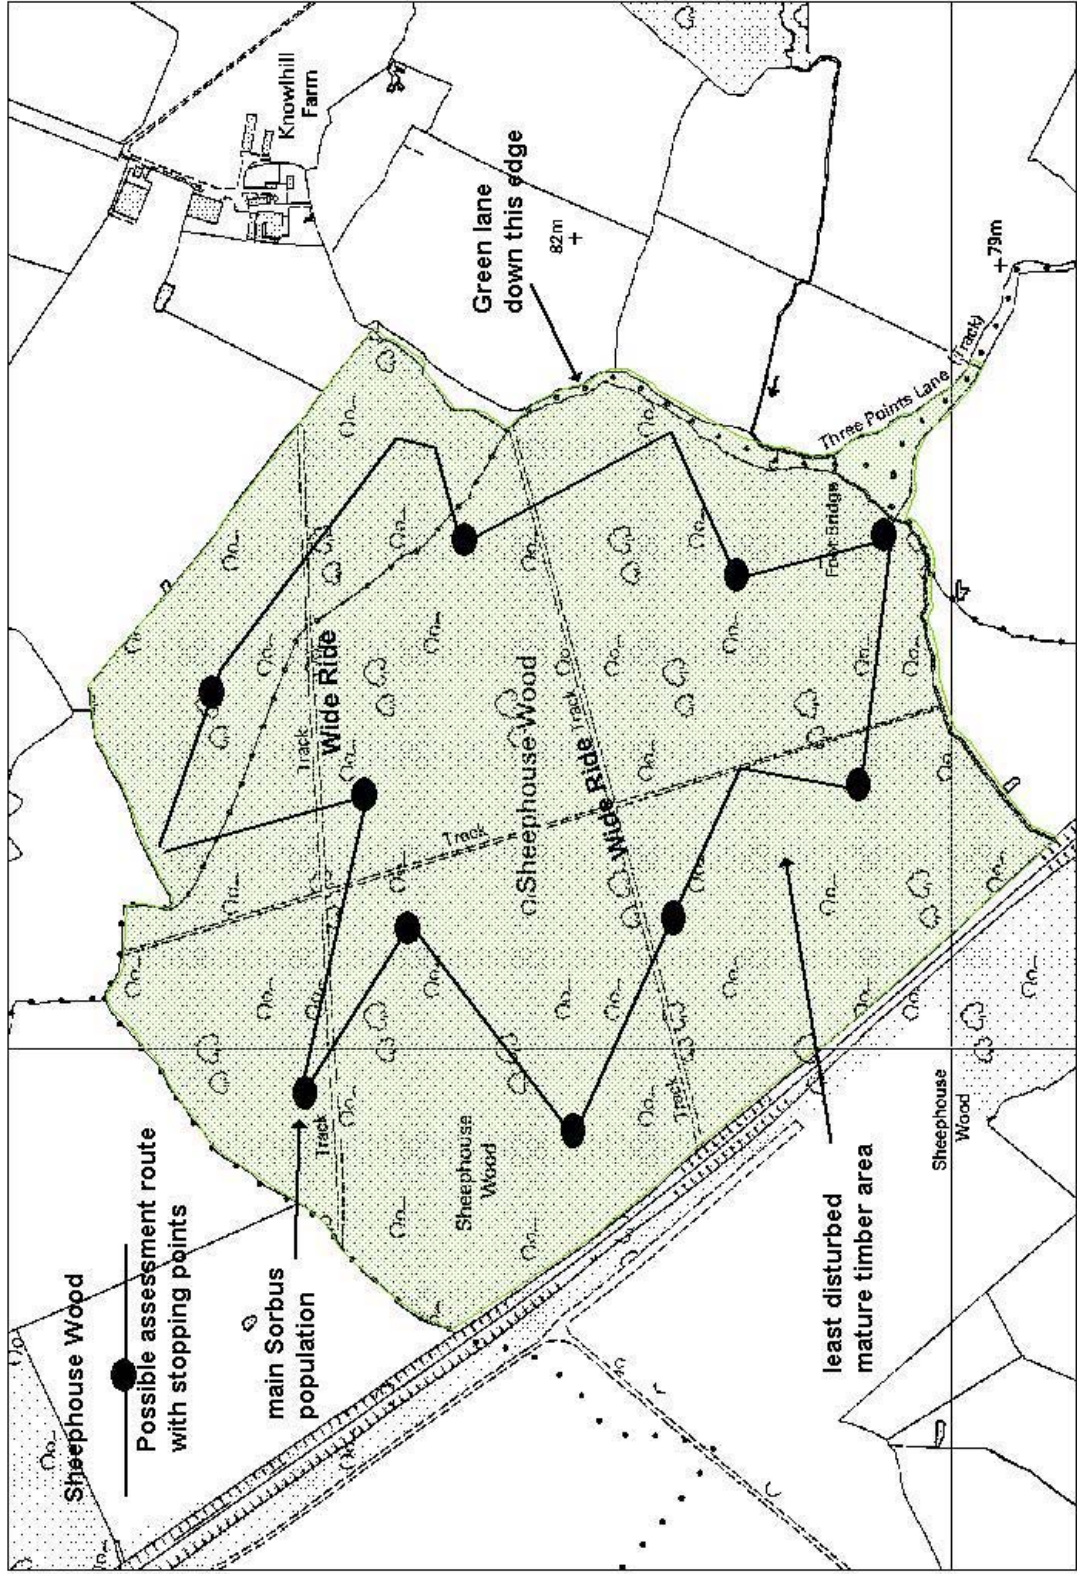 Sheephouse Wood
Possible assessment route
with stopping points
main Sorbus
population
Knowlhill
Farm
Green lane
down this edge
82m
79m
Three Points Lane
(Track)
Foot Bridge
Track
Wide Ride
Track
Sheephouse Wood
Track
Wide Ride
Track
Track
Sheephouse
Wood
least disturbed
mature timber area
Sheephouse
Wood